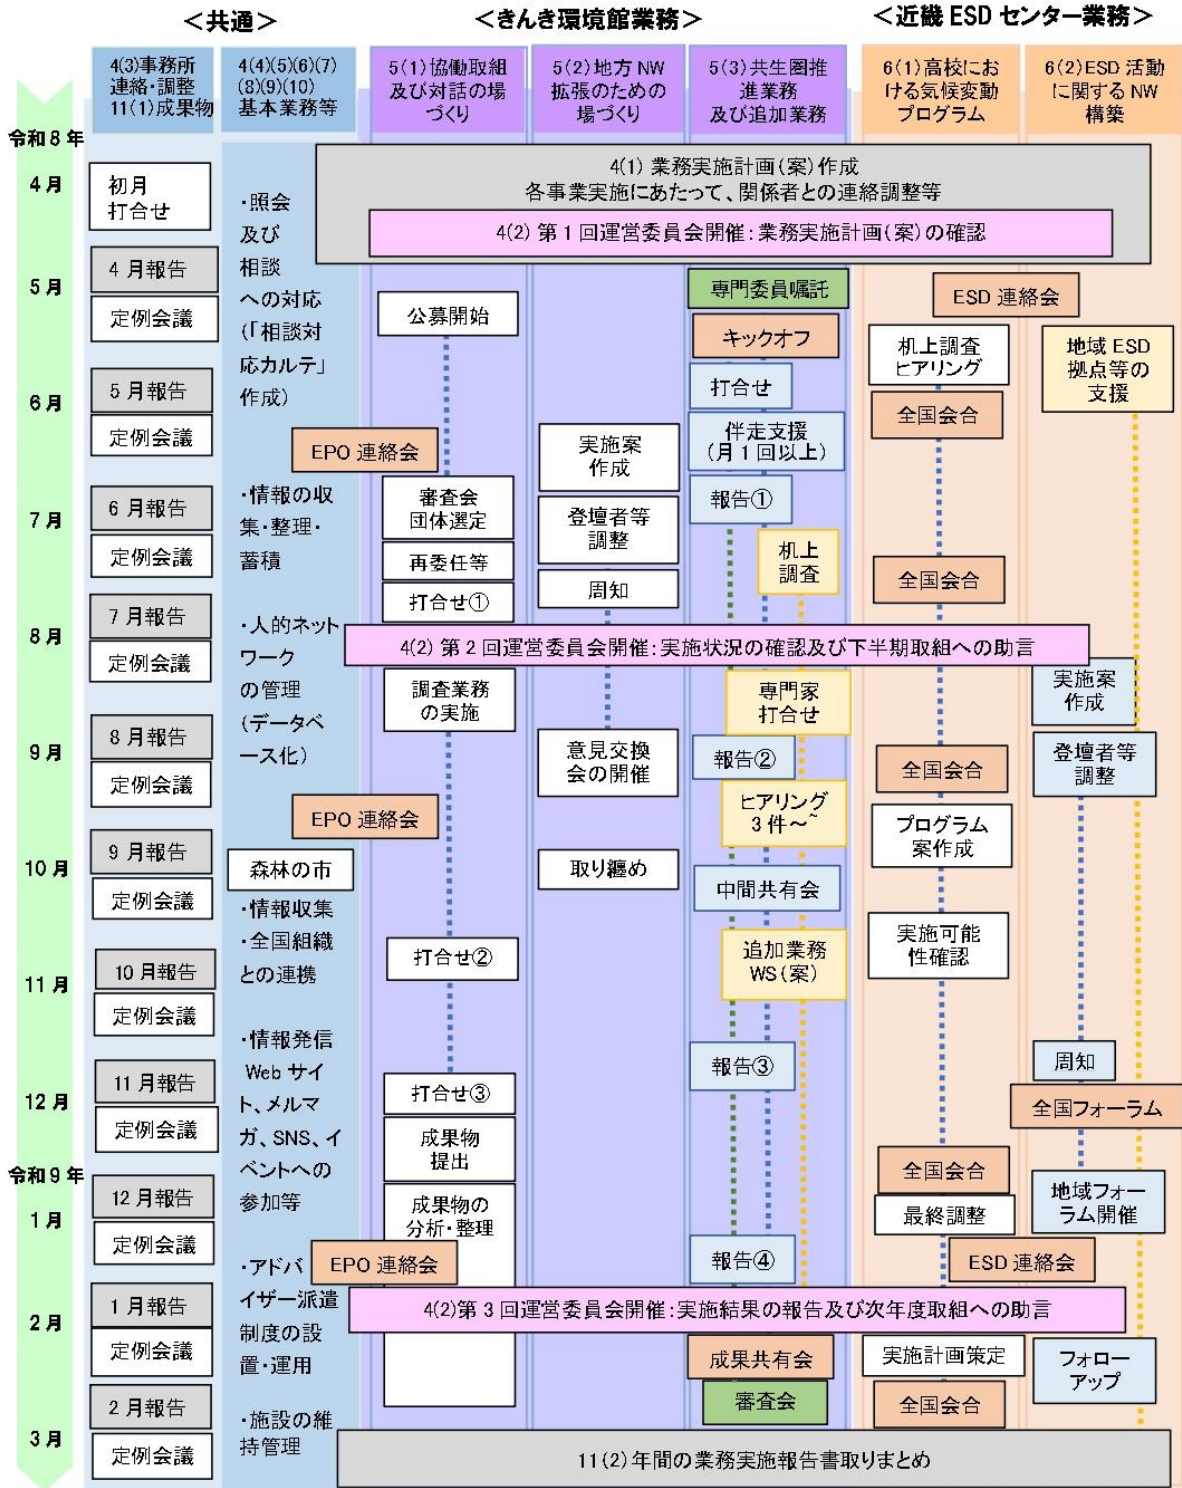 ＜共通＞
＜きんき環境館業務＞
＜近畿 ESD センター業務＞
4(3)事務所
連絡・調整
11(1)成果物
4(4)(5)(6)(7)
(8)(9)(10)
基本業務等
5(1)協働取組
及び対話の場
づくり
5(2)地方 NW
拡張のための
場づくり
5(3)共生圏推
進業務
及び追加業務
6(1)高校にお
ける気候変動
プログラム
6(2)ESD 活動
に関する NW
構築
令和8年
4月
5月
6月
7月
8月
9月
10月
11月
12月
令和9年
1月
2月
3月
初月
打合せ
4月報告
定例会議
5月報告
定例会議
6月報告
定例会議
7月報告
定例会議
8月報告
定例会議
9月報告
定例会議
10月報告
定例会議
11月報告
定例会議
12月報告
定例会議
1月報告
定例会議
2月報告
定例会議
・照会
及び
相談
への対応
(「相談対
応カルテ」
作成)
・情報の収
集・整理・
蓄積
・人的ネット
ワーク
の管理
(データベ
ース化)
森林の市
・情報収集
・全国組織
との連携
・情報発信
Web サイ
ト、メルマ
ガ、SNS、イ
ベントへの
参加等
・アドバ
イザー派遣
制度の設
置・運用
・施設の維
持管理
4(1)業務実施計画(案)作成
各事業実施にあたって、関係者との連絡調整等
4(2)第1回運営委員会開催:業務実施計画(案)の確認
公募開始
EPO 連絡会
審査会
団体選定
再委任等
打合せ①
4(2)第2回運営委員会開催:実施状況の確認及び下半期取組への助言
調査業務
の実施
EPO 連絡会
打合せ②
打合せ③
成果物
提出
成果物の
分析・整理
EPO 連絡会
4(2)第3回運営委員会開催:実施結果の報告及び次年度取組への助言
実施案
作成
登壇者等
調整
周知
意見交換
会の開催
取り纏め
専門委員嘱託
キックオフ
打合せ
伴走支援
(月1回以上)
報告①
机上
調査
専門家
打合せ
報告②
ヒアリング
3件～~
中間共有会
追加業務
WS(案)
報告③
報告④
成果共有会
審査会
ESD 連絡会
机上調査
ヒアリング
全国会合
全国会合
全国会合
プログラム
案作成
実施可能
性確認
全国会合
最終調整
ESD 連絡会
実施計画策定
全国会合
地域 ESD
拠点等の
支援
実施案
作成
登壇者等
調整
周知
全国フォーラム
地域フォー
ラム開催
フォロー
アップ
11(2)年間の業務実施報告書取りまとめ